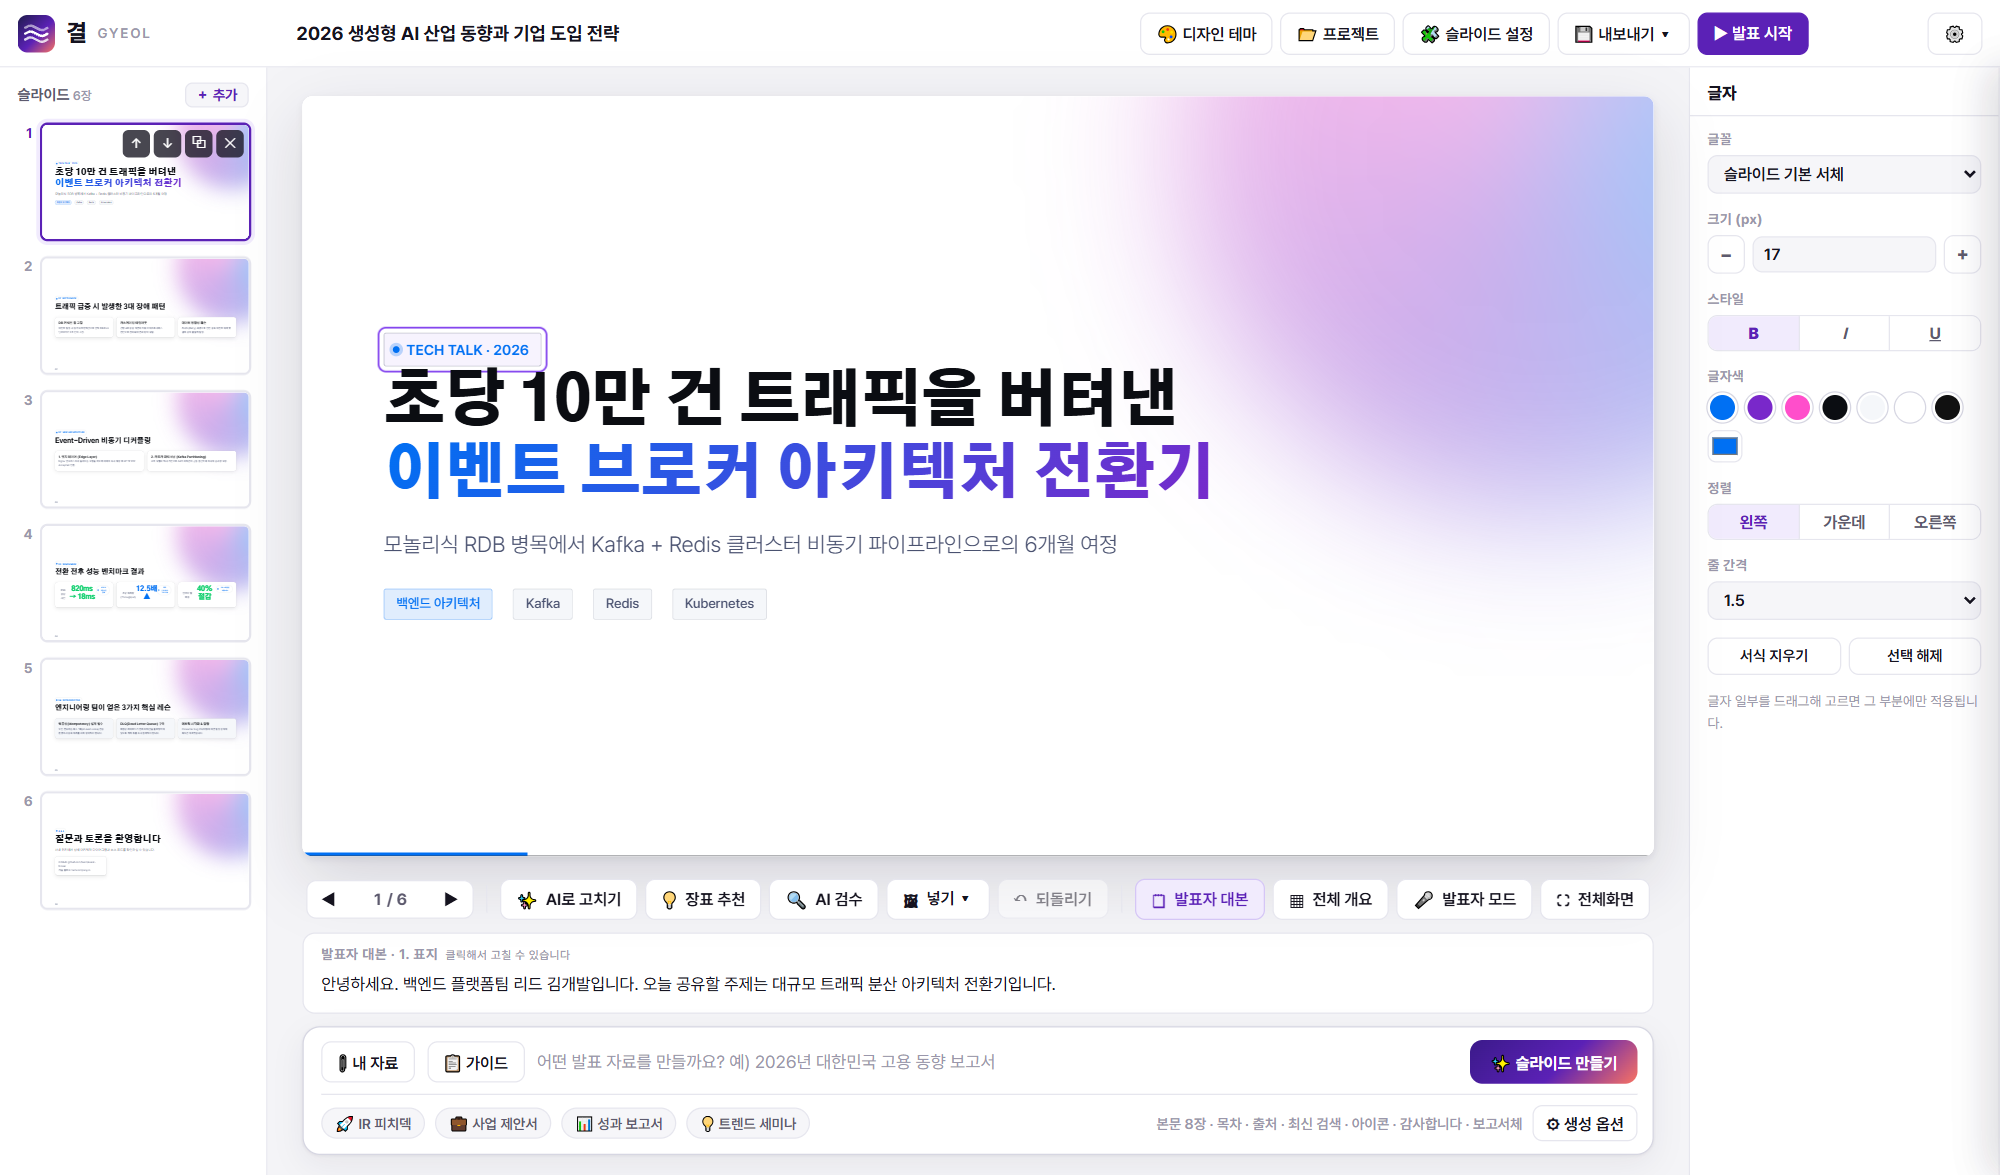 결 GYEOL
2026 생성형 AI 산업 동향과 기업 도입 전략
디자인 테마
프로젝트
슬라이드 설정
내보내기 ▼
▶ 발표 시작
슬라이드 6장
+ 추가
1
초당 10만 건 트래픽을 버텨낸
이벤트 브로커 아키텍처 전환기
2
트래픽 급증 시 발생한 3대 장애 패턴
3
Event-Driven 비동기 디커플링
4
전환 전후 성능 벤치마크 결과
820ms → 18ms
12.5배 ▲
40% 절감
5
엔지니어링 팀이 얻은 3가지 핵심 레슨
6
질문과 토론을 환영합니다
TECH TALK · 2026
초당 10만 건 트래픽을 버텨낸
이벤트 브로커 아키텍처 전환기
모놀리식 RDB 병목에서 Kafka + Redis 클러스터 비동기 파이프라인으로의 6개월 여정
백엔드 아키텍처
Kafka
Redis
Kubernetes
◀ 1 / 6 ▶
AI로 고치기
장표 추천
AI 검수
넣기 ▼
되돌리기
발표자 대본
전체 개요
발표자 모드
전체화면
발표자 대본 · 1. 표지 클릭해서 고칠 수 있습니다
안녕하세요. 백엔드 플랫폼팀 리드 김개발입니다. 오늘 공유할 주제는 대규모 트래픽 분산 아키텍처 전환기입니다.
내 자료
가이드
어떤 발표 자료를 만들까요? 예) 2026년 대한민국 고용 동향 보고서
슬라이드 만들기
IR 피치덱
사업 제안서
성과 보고서
트렌드 세미나
본문 8장 · 목차 · 출처 · 최신 검색 · 아이콘 · 감사합니다 · 보고서체
생성 옵션
글자
글꼴
슬라이드 기본 서체
크기 (px)
− 17 +
스타일
B I U
글자색
정렬
왼쪽 가운데 오른쪽
줄 간격
1.5
서식 지우기
선택 해제
글자 일부를 드래그해 고르면 그 부분에만 적용됩니
다.